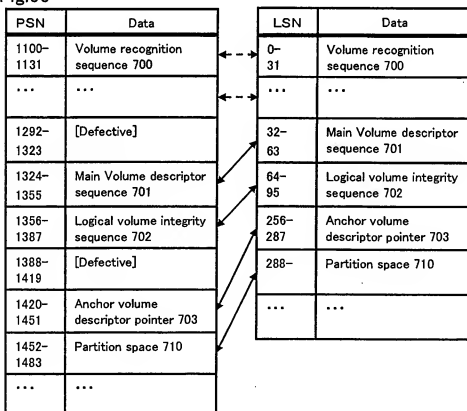 PSN Data
1100- Volume recognition
1131 sequence 700
... ...
1292- [Defective]
1323
1324- Main Volume descriptor
1355 sequence 701
1356- Logical volume integrity
1387 sequence 702
1388- [Defective]
1419
1420- Anchor volume
1451 descriptor pointer 703
1452- Partition space 710
1483
... ...
LSN Data
0- Volume recognition
31 sequence 700
... ...
32- Main Volume descriptor
63 sequence 701
64- Logical volume integrity
95 sequence 702
256- Anchor volume
287 descriptor pointer 703
288- Partition space 710
... ...